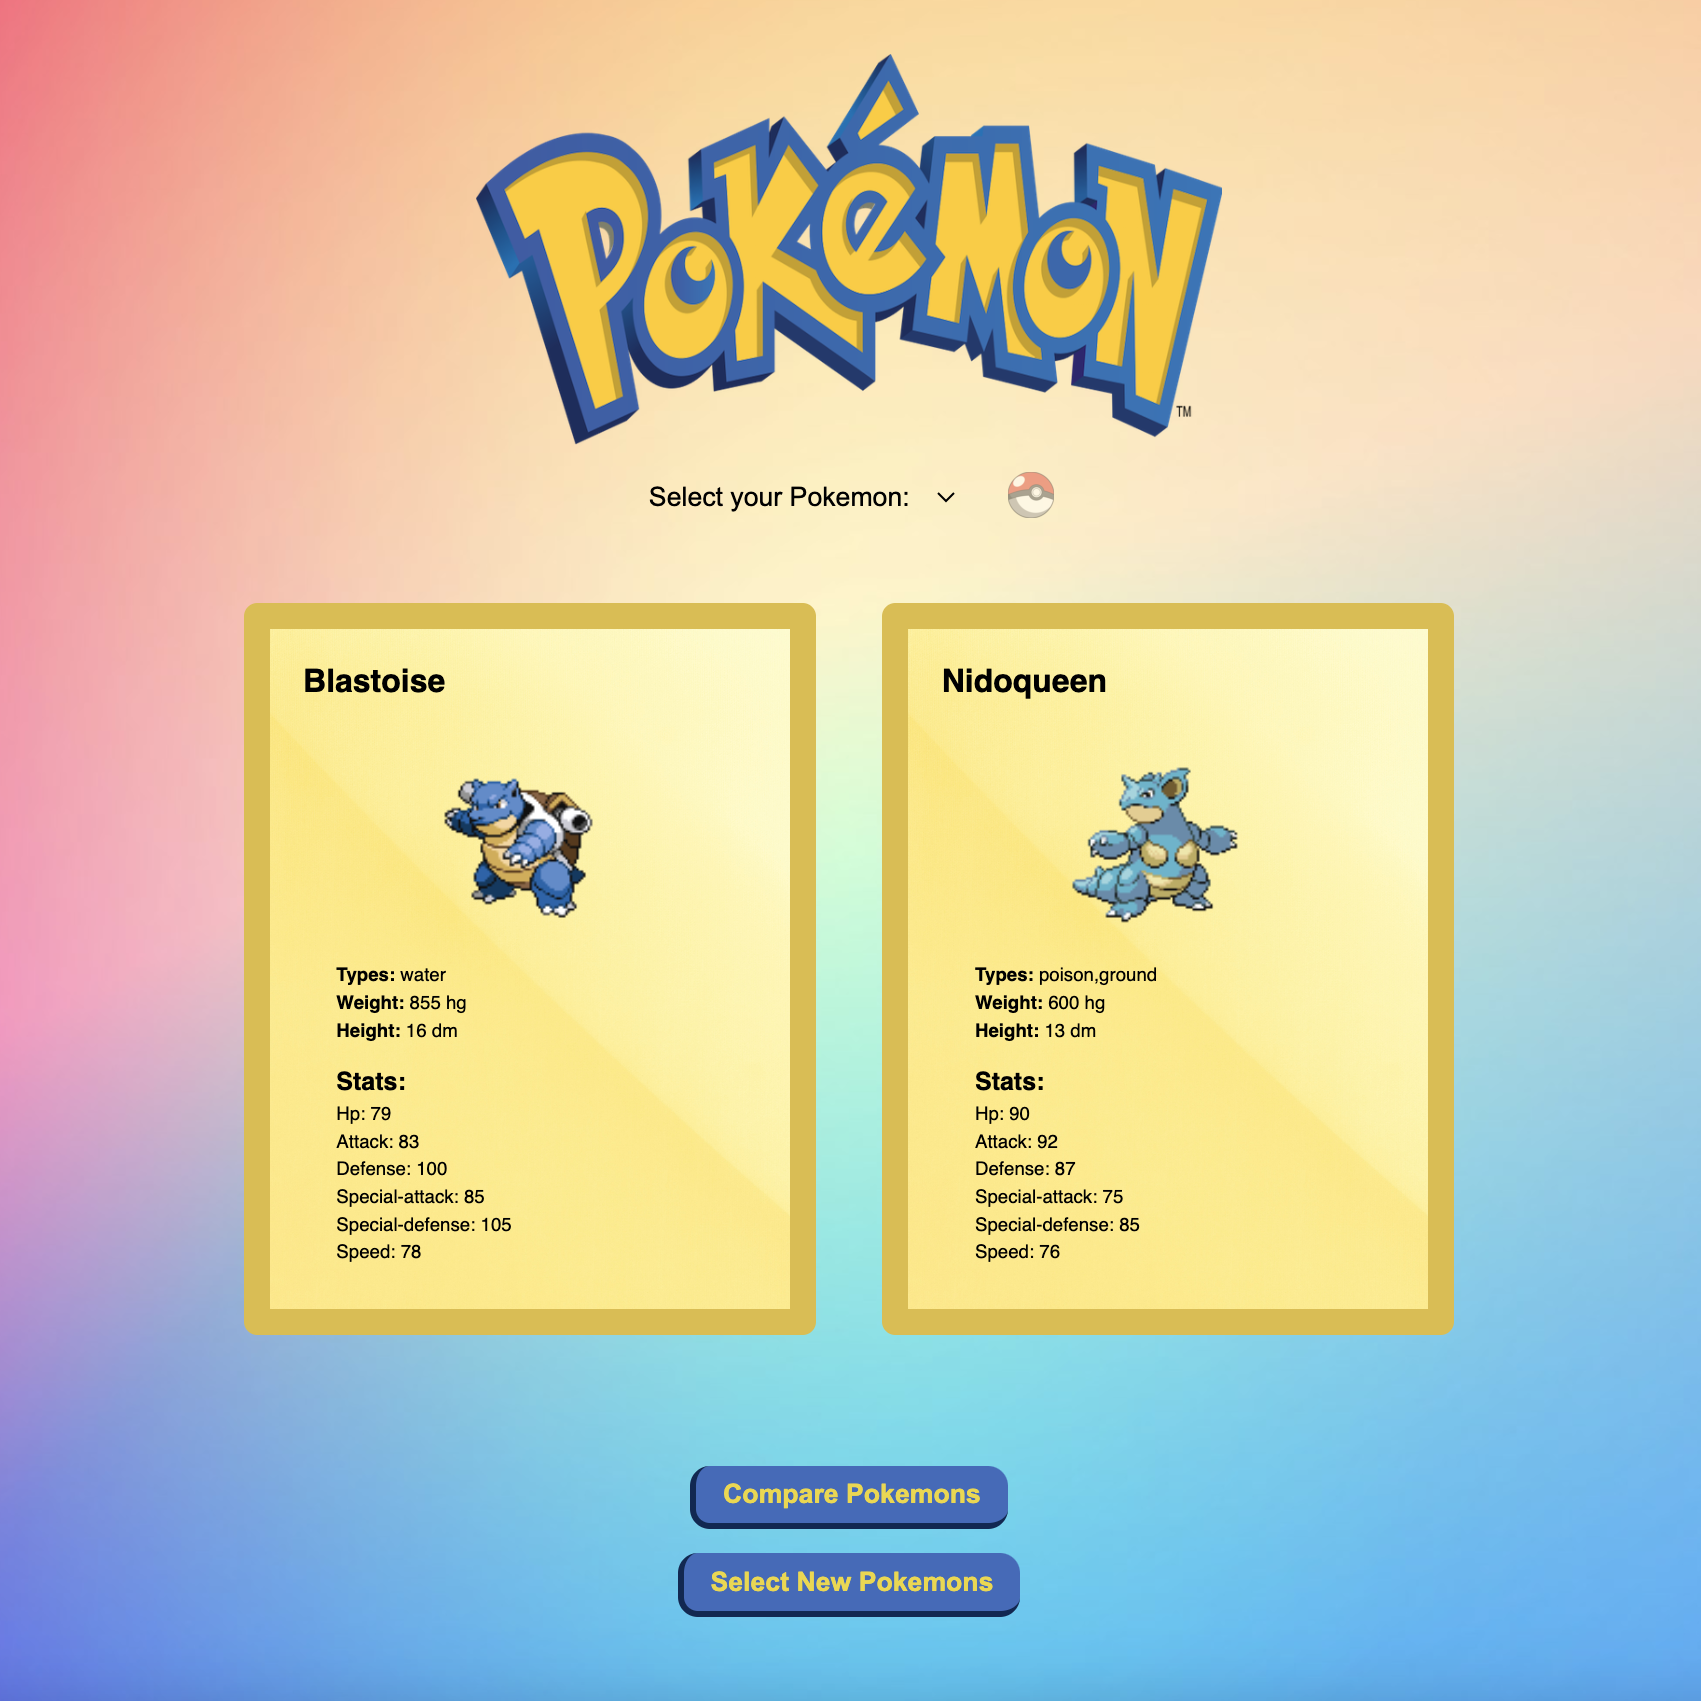 POKéMON
TM
Select your Pokemon:
Blastoise
Types: water
Weight: 855 hg
Height: 16 dm
Stats:
Hp: 79
Attack: 83
Defense: 100
Special-attack: 85
Special-defense: 105
Speed: 78
Nidoqueen
Types: poison,ground
Weight: 600 hg
Height: 13 dm
Stats:
Hp: 90
Attack: 92
Defense: 87
Special-attack: 75
Special-defense: 85
Speed: 76
Compare Pokemons
Select New Pokemons